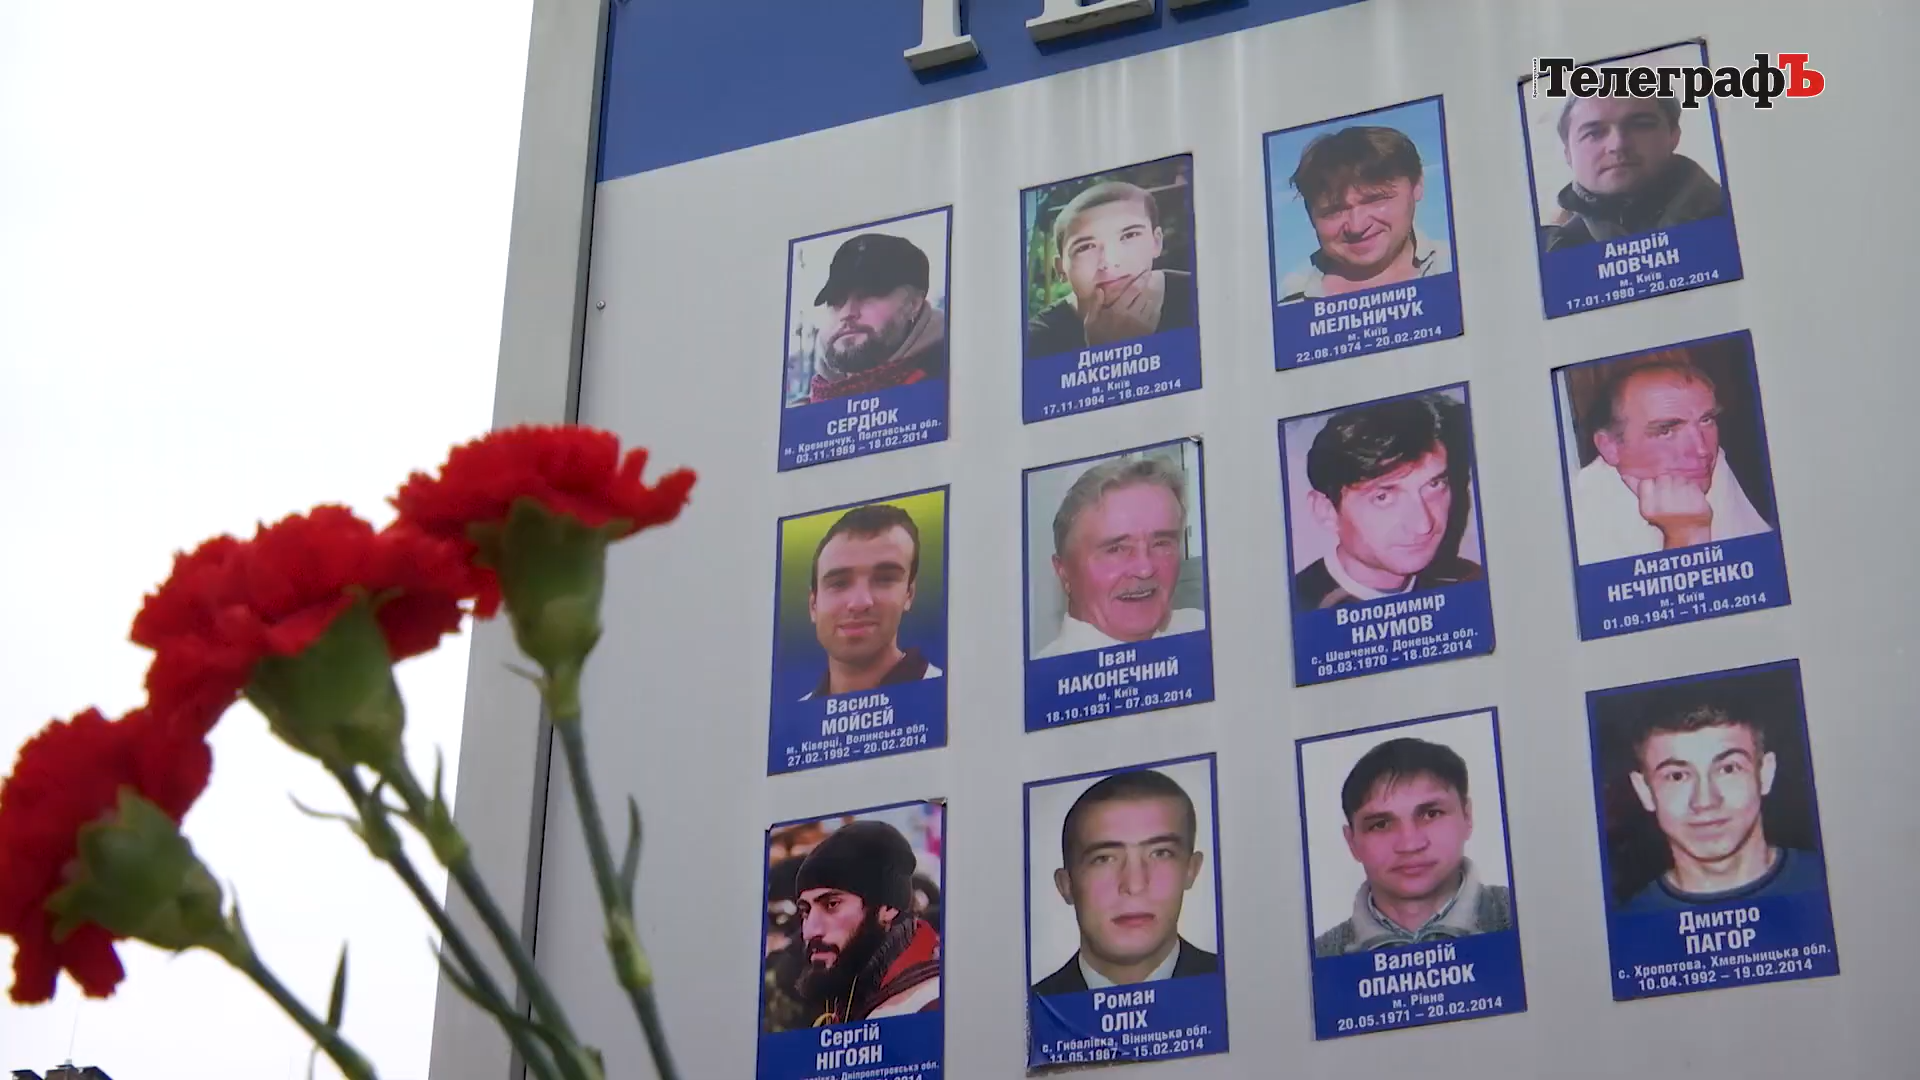 ТелеграфЪ
Ігор
СЕРДЮК
м. Кременчук, Полтавська обл.
03.11.1989 – 18.02.2014
Дмитро
МАКСИМОВ
м. Київ
17.11.1994 – 18.02.2014
Володимир
МЕЛЬНИЧУК
м. Київ
22.08.1974 – 20.02.2014
Андрій
МОВЧАН
м. Київ
17.01.1980 – 20.02.2014
Василь
МОЙСЕЙ
м. Ківерці, Волинська обл.
27.02.1992 – 20.02.2014
Іван
НАКОНЕЧНИЙ
м. Київ
18.10.1931 – 07.03.2014
Володимир
НАУМОВ
с. Шевченко, Донецька обл.
09.03.1970 – 18.02.2014
Анатолій
НЕЧИПОРЕНКО
м. Київ
01.09.1941 – 11.04.2014
Сергій
НІГОЯН
Дніпропетровська обл.
Роман
ОЛІХ
с. Гибалівка, Вінницька обл.
11.05.1987 – 15.02.2014
Валерій
ОПАНАСЮК
м. Рівне
20.05.1971 – 20.02.2014
Дмитро
ПАГОР
с. Хропотова, Хмельницька обл.
10.04.1992 – 19.02.2014